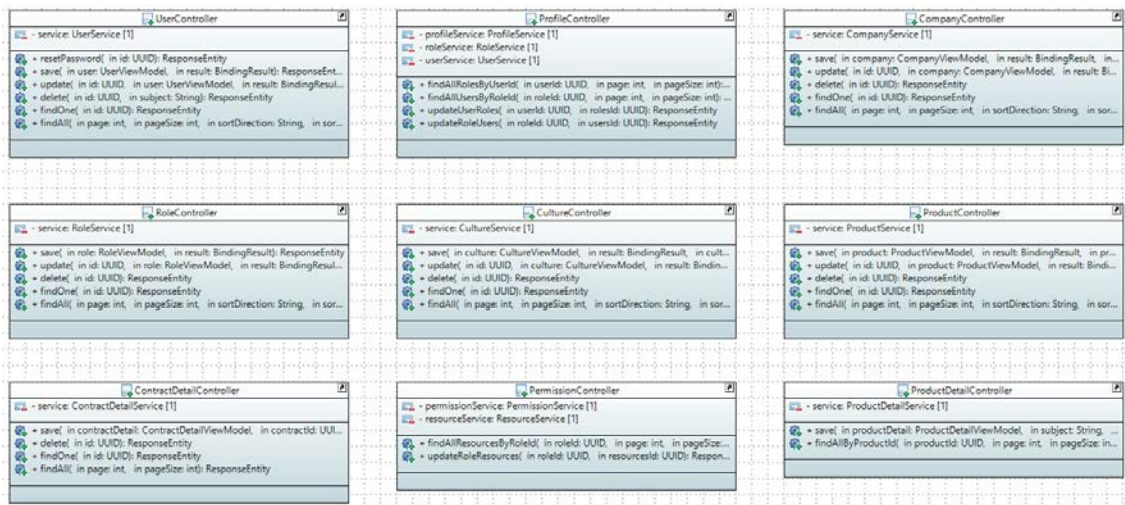 UserController
- service: UserService [1]
+ resetPassword( in id: UUID): ResponseEntity
+ save( in user: UserViewModel, in result: BindingResult): ResponseEnt...
+ update( in id: UUID, in user: UserViewModel, in result: BindingResul...
+ delete( in id: UUID, in subject: String): ResponseEntity
+ findOne( in id: UUID): ResponseEntity
+ findAll( in page: int, in pageSize: int, in sortDirection: String, in sor...
ProfileController
- profileService: ProfileService [1]
- roleService: RoleService [1]
- userService: UserService [1]
+ findAllRolesByUserId( in userId: UUID, in page: int, in pageSize: int):...
+ findAllUsersByRoleId( in roleId: UUID, in page: int, in pageSize: int):...
+ updateUserRoles( in userId: UUID, in rolesId: UUID): ResponseEntity
+ updateRoleUsers( in roleId: UUID, in usersId: UUID): ResponseEntity
CompanyController
- service: CompanyService [1]
+ save( in company: CompanyViewModel, in result: BindingResult, in...
+ update( in id: UUID, in company: CompanyViewModel, in result: Bi...
+ delete( in id: UUID): ResponseEntity
+ findOne( in id: UUID): ResponseEntity
+ findAll( in page: int, in pageSize: int, in sortDirection: String, in sor...
RoleController
- service: RoleService [1]
+ save( in role: RoleViewModel, in result: BindingResult): ResponseEntity
+ update( in id: UUID, in role: RoleViewModel, in result: BindingResul...
+ delete( in id: UUID): ResponseEntity
+ findOne( in id: UUID): ResponseEntity
+ findAll( in page: int, in pageSize: int, in sortDirection: String, in sor...
CultureController
- service: CultureService [1]
+ save( in culture: CultureViewModel, in result: BindingResult, in cult...
+ update( in id: UUID, in culture: CultureViewModel, in result: Bindin...
+ delete( in id: UUID): ResponseEntity
+ findOne( in id: UUID): ResponseEntity
+ findAll( in page: int, in pageSize: int, in sortDirection: String, in sor...
ProductController
- service: ProductService [1]
+ save( in product: ProductViewModel, in result: BindingResult, in pr...
+ update( in id: UUID, in product: ProductViewModel, in result: Bindi...
+ delete( in id: UUID): ResponseEntity
+ findOne( in id: UUID): ResponseEntity
+ findAll( in page: int, in pageSize: int, in sortDirection: String, in sor...
ContractDetailController
- service: ContractDetailService [1]
+ save( in contractDetail: ContractDetailViewModel, in contractId: UUI...
+ delete( in id: UUID): ResponseEntity
+ findOne( in id: UUID): ResponseEntity
+ findAll( in page: int, in pageSize: int): ResponseEntity
PermissionController
- permissionService: PermissionService [1]
- resourceService: ResourceService [1]
+ findAllResourcesByRoleId( in roleId: UUID, in page: int, in pageSize:...
+ updateRoleResources( in roleId: UUID, in resourcesId: UUID): Respon...
ProductDetailController
- service: ProductDetailService [1]
+ save( in productDetail: ProductDetailViewModel, in subject: String, ...
+ findAllByProductId( in productId: UUID, in page: int, in pageSize: in...